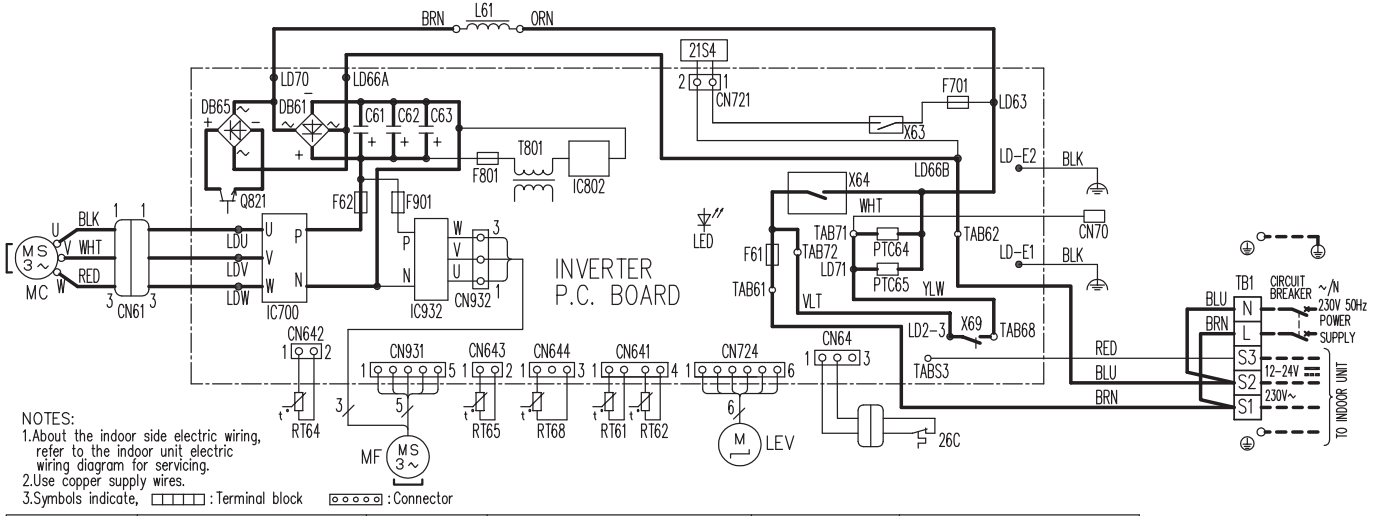 BRN L61 ORN
21S4
LD70 LD66A
2 1
CN721
F701
LD63
DB65 DB61
C61 C62 C63
+ − ~ ~ − +
+ + +
X63
T801
LD66B
LD-E2 BLK
F801
IC802
Q821
F62 F901
X64
WHT
CN70
LED
U BLK 1 1
V WHT
W RED 3 3
MS 3~
MC
CN61
LDU
LDV
LDW
U P
V
W N
IC700
P W
V
N U
IC932
3
1
CN932
INVERTER
P.C. BOARD
TAB71
PTC64
TAB62
F61 TAB72
LD71
PTC65
LD-E1 BLK
TAB61
VLT
YLW
LD2-3 X69 TAB68
TB1
CIRCUIT
BREAKER
~/N
230V 50Hz
POWER
SUPPLY
BLU N
BRN L
RED S3
12-24V
BLU S2
230V~
BRN S1
TO INDOOR UNIT
TABS3
CN642
1 2
CN931
1 5
CN643
1 2
CN644
1 3
CN641
1 4
CN724
1 6
CN64
1 3
t° RT64
3
5
MF
MS 3~
t° RT65
t° RT68
t° RT61
t° RT62
6
M
LEV
26C
NOTES:
1.About the indoor side electric wiring,
refer to the indoor unit electric
wiring diagram for servicing.
2.Use copper supply wires.
3.Symbols indicate, : Terminal block : Connector